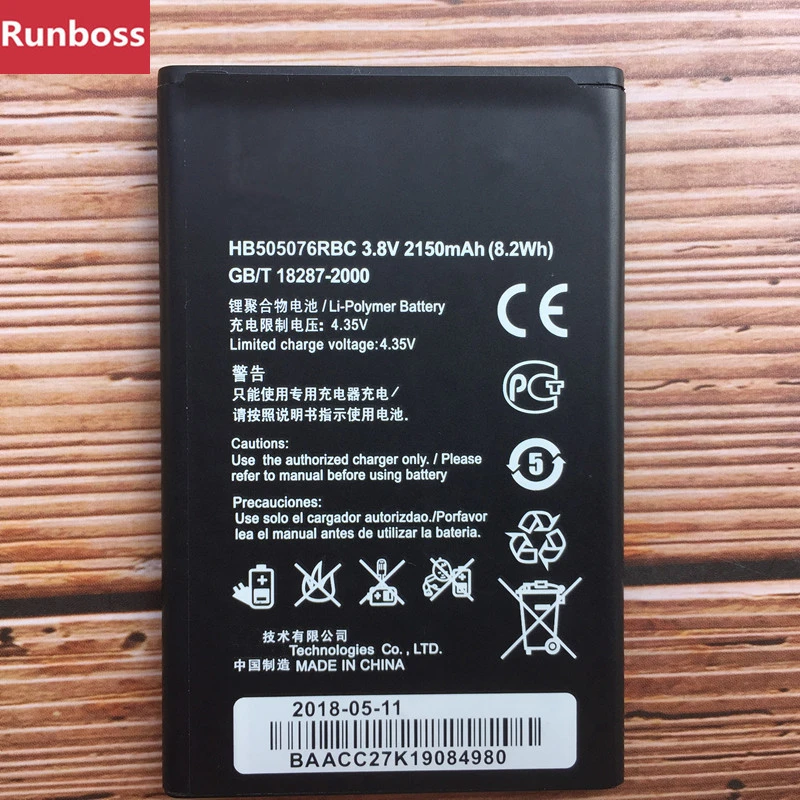 Runboss
HB505076RBC 3.8V 2150mAh (8.2Wh)
GB/T 18287-2000
锂聚合物电池 / Li-Polymer Battery
充电限制电压: 4.35V
Limited charge voltage: 4.35V
警告
只能使用专用充电器充电/
请按照说明书指示使用电池.
Cautions:
Use the authorized charger only. / Please
refer to manual before using battery
Precauciones:
Use solo el cargador autorizdao./Porfavor
lea el manual antes de utilizar la batteria.
CE
PCT
5
技术有限公司
Technologies Co., LTD.
中国制造 MADE IN CHINA
2018-05-11
BAACC27K19084980